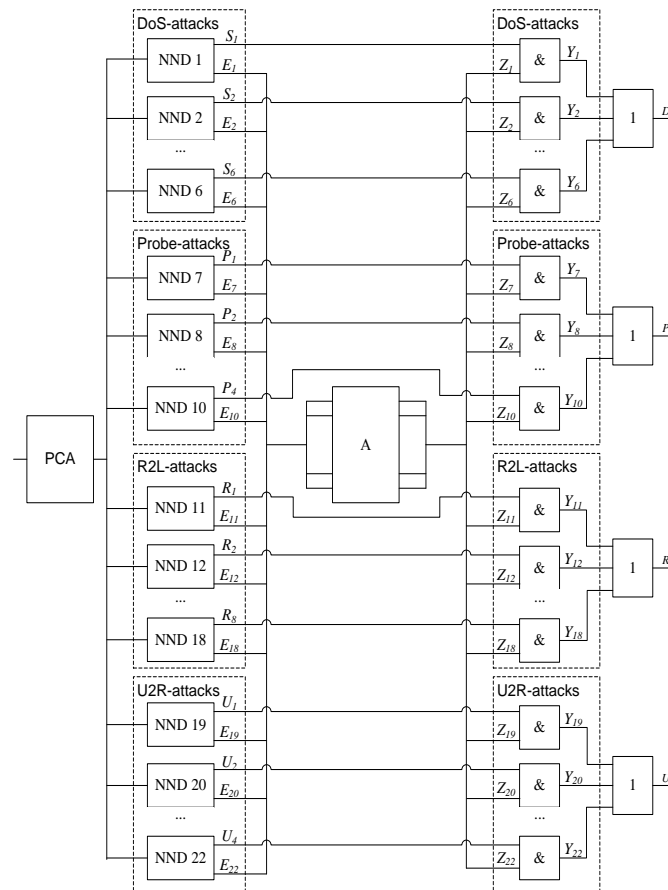 DoS-attacks DoS-attacks
NND 1 S1 E1 Z1 & Y1
NND 2 S2 E2 Z2 & Y2 1 D
... ...
NND 6 S6 E6 Z6 & Y6
Probe-attacks Probe-attacks
NND 7 P1 E7 Z7 & Y7
NND 8 P2 E8 Z8 & Y8 1 P
... ...
NND 10 P4 E10 Z10 & Y10
PCA A
R2L-attacks R2L-attacks
NND 11 R1 E11 Z11 & Y11
NND 12 R2 E12 Z12 & Y12 1 R
... ...
NND 18 R8 E18 Z18 & Y18
U2R-attacks U2R-attacks
NND 19 U1 E19 Z19 & Y19
NND 20 U2 E20 Z20 & Y20 1 U
... ...
NND 22 U4 E22 Z22 & Y22